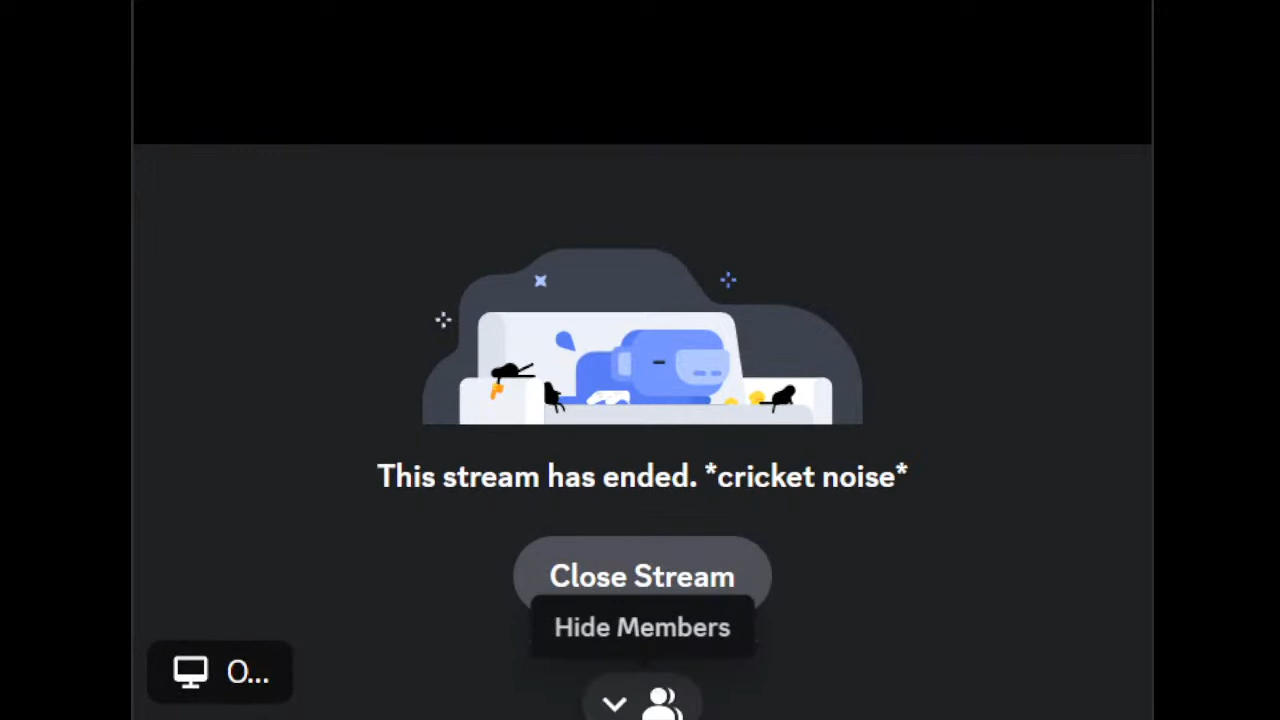 This stream has ended. *cricket noise*
Close Stream
Hide Members
O...